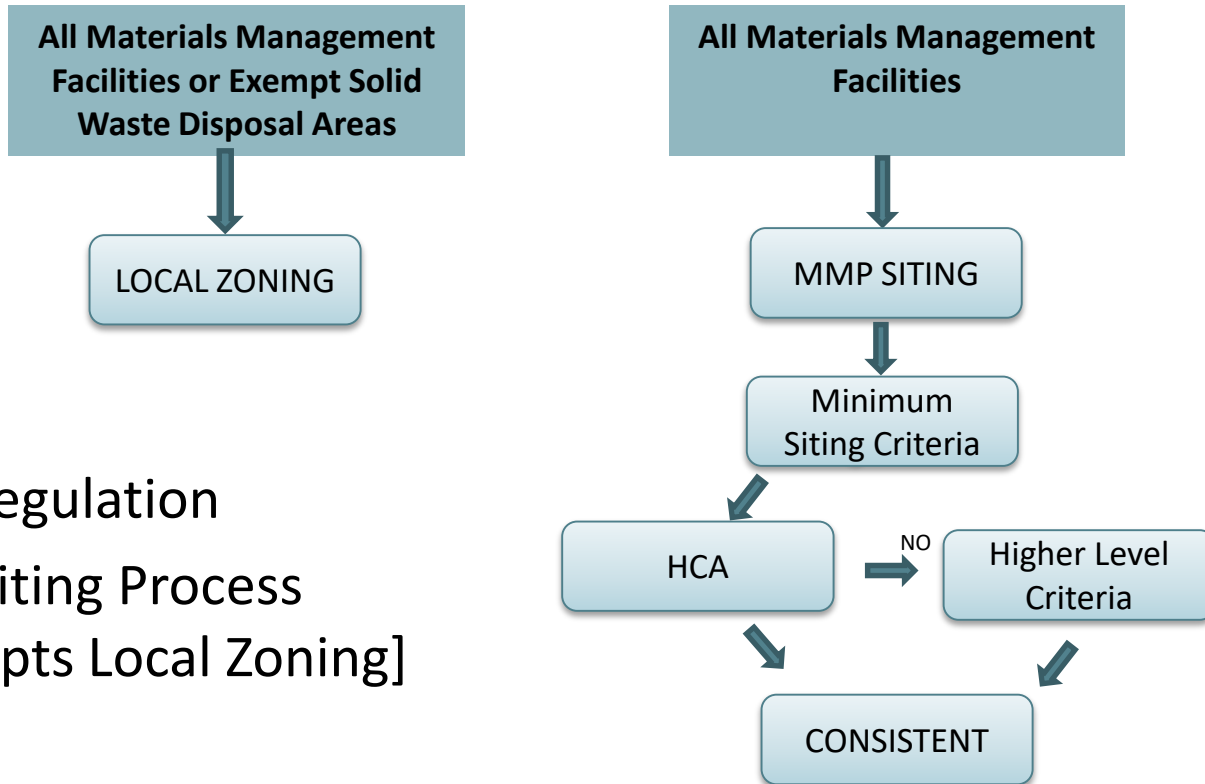 All Materials Management
Facilities or Exempt Solid
Waste Disposal Areas
LOCAL ZONING
All Materials Management
Facilities
MMP SITING
Minimum
Siting Criteria
HCA
NO
Higher Level
Criteria
CONSISTENT
egulation
iting Process
pts Local Zoning]